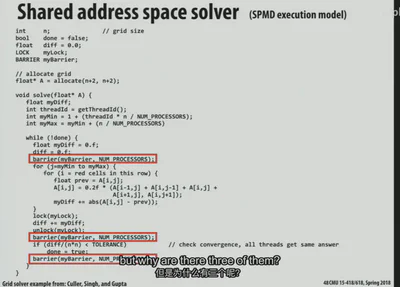 Shared address space solver (SPMD execution model)
int n; // grid size
bool done = false;
float diff = 0.0;
LOCK myLock;
BARRIER myBarrier;
// allocate grid
float* A = allocate(n+2, n+2);
void solve(float* A) {
float myDiff;
int threadId = getThreadId();
int myMin = 1 + (threadId * n / NUM_PROCESSORS)
int myMax = myMin + (n / NUM_PROCESSORS)
while (!done) {
float myDiff = 0.f;
diff = 0.f;
barrier(myBarrier, NUM_PROCESSORS);
for (j=myMin to myMax) {
for (i = red cells in this row) {
float prev = A[i,j];
A[i,j] = 0.2f * (A[i-1,j] + A[i,j-1] + A[i,j] +
A[i+1,j], A[i,j+1]);
myDiff += abs(A[i,j] - prev));
}
lock(myLock);
diff += myDiff;
unlock(myLock);
barrier(myBarrier, NUM_PROCESSORS);
if (diff/(n*n) < TOLERANCE) // check convergence, all threads get same answer
done = true;
barrier(myBarrier, NUM_PROC
but why are there three of them?
但是为什么有三个呢?
Grid solver example from: Culler, Singh, and Gupta
CMU 15-418/618, Spring 2018